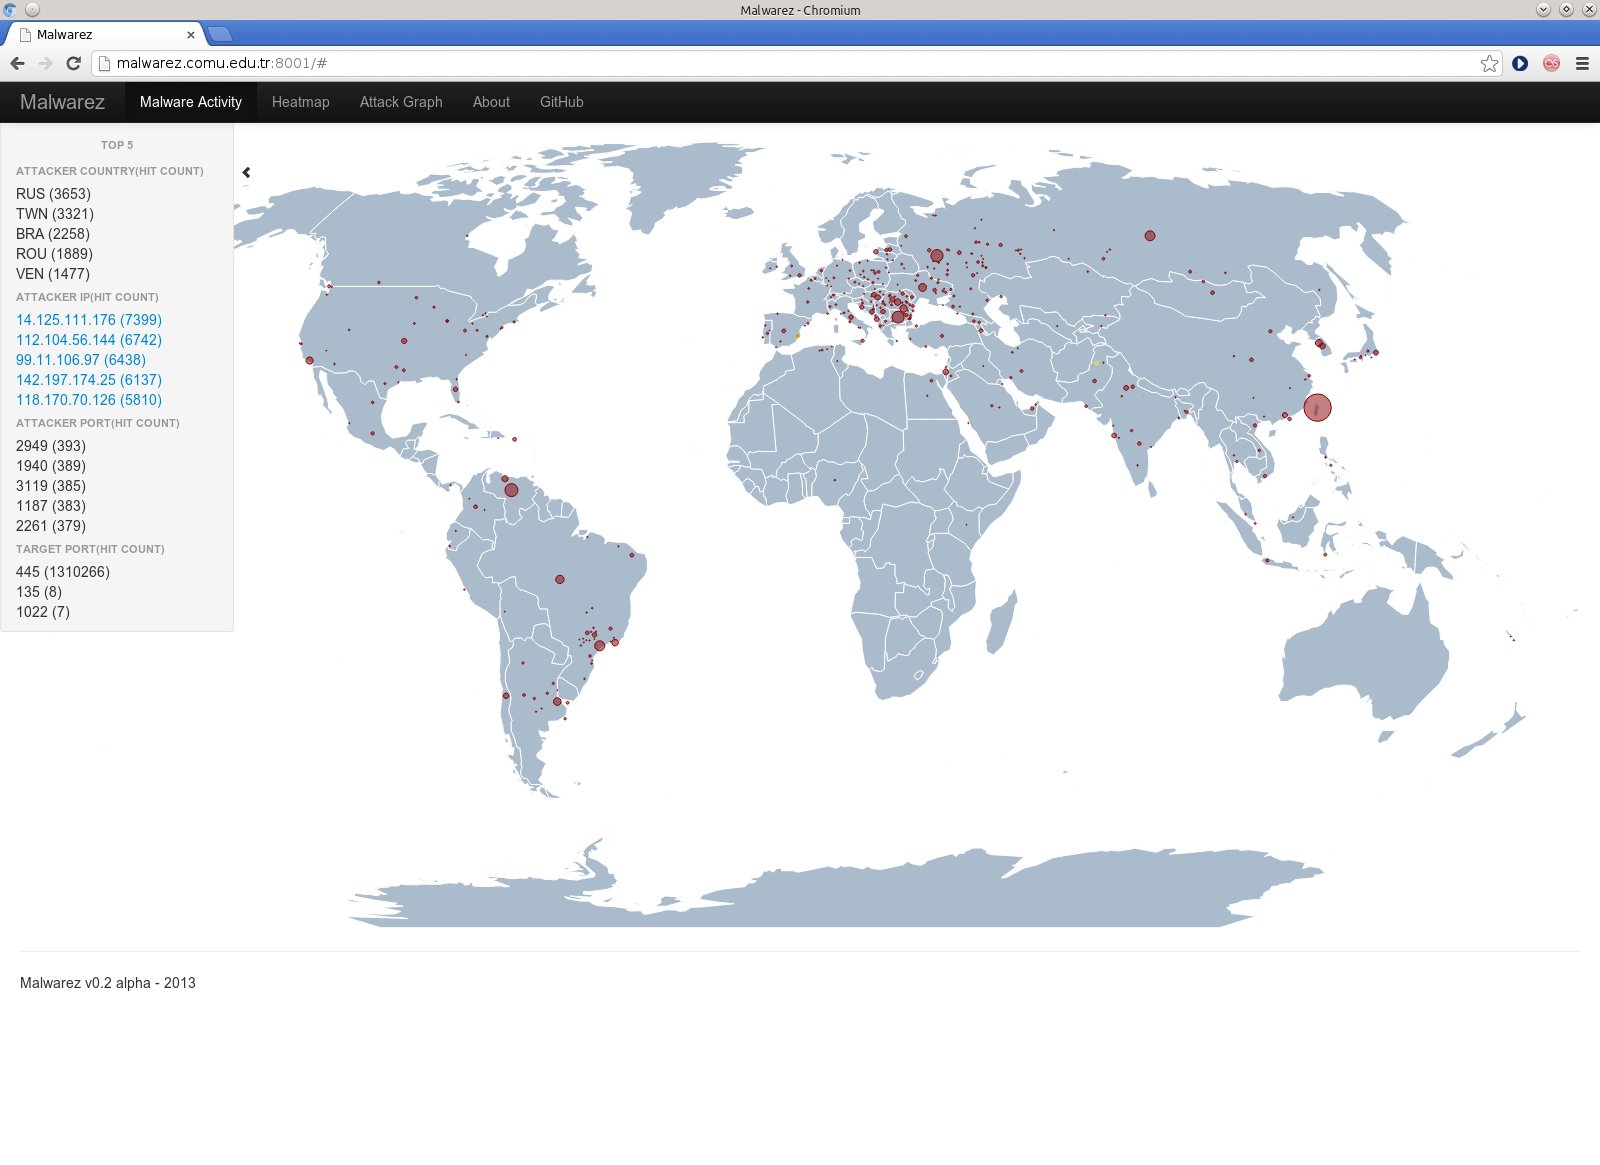 Malwarez - Chromium
Malwarez
malwarez.comu.edu.tr:8001/#
Malwarez Malware Activity Heatmap Attack Graph About GitHub
TOP 5
ATTACKER COUNTRY(HIT COUNT)
RUS (3653)
TWN (3321)
BRA (2258)
ROU (1889)
VEN (1477)
ATTACKER IP(HIT COUNT)
14.125.111.176 (7399)
112.104.56.144 (6742)
99.11.106.97 (6438)
142.197.174.25 (6137)
118.170.70.126 (5810)
ATTACKER PORT(HIT COUNT)
2949 (393)
1940 (389)
3119 (385)
1187 (383)
2261 (379)
TARGET PORT(HIT COUNT)
445 (1310266)
135 (8)
1022 (7)
Malwarez v0.2 alpha - 2013